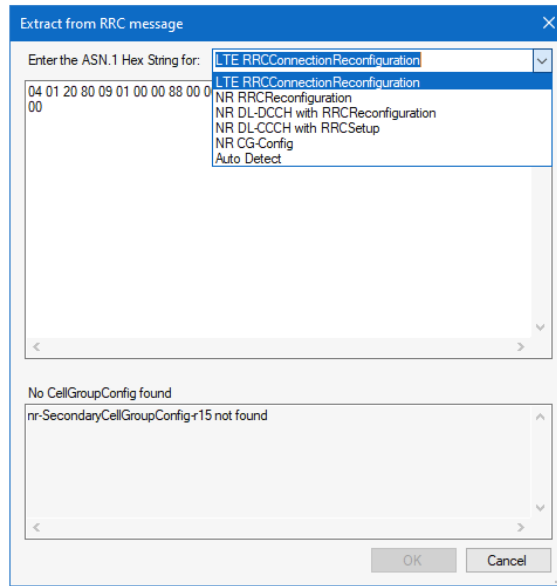 Extract from RRC message
Enter the ASN.1 Hex String for: LTE RRCConnectionReconfiguration
LTE RRCConnectionReconfiguration
NR RRCReconfiguration
NR DL-DCCH with RRCReconfiguration
NR DL-CCCH with RRCSetup
NR CG-Config
Auto Detect
04 01 20 80 09 01 00 00 88 00 0
00
No CellGroupConfig found
nr-SecondaryCellGroupConfig-r15 not found
OK
Cancel